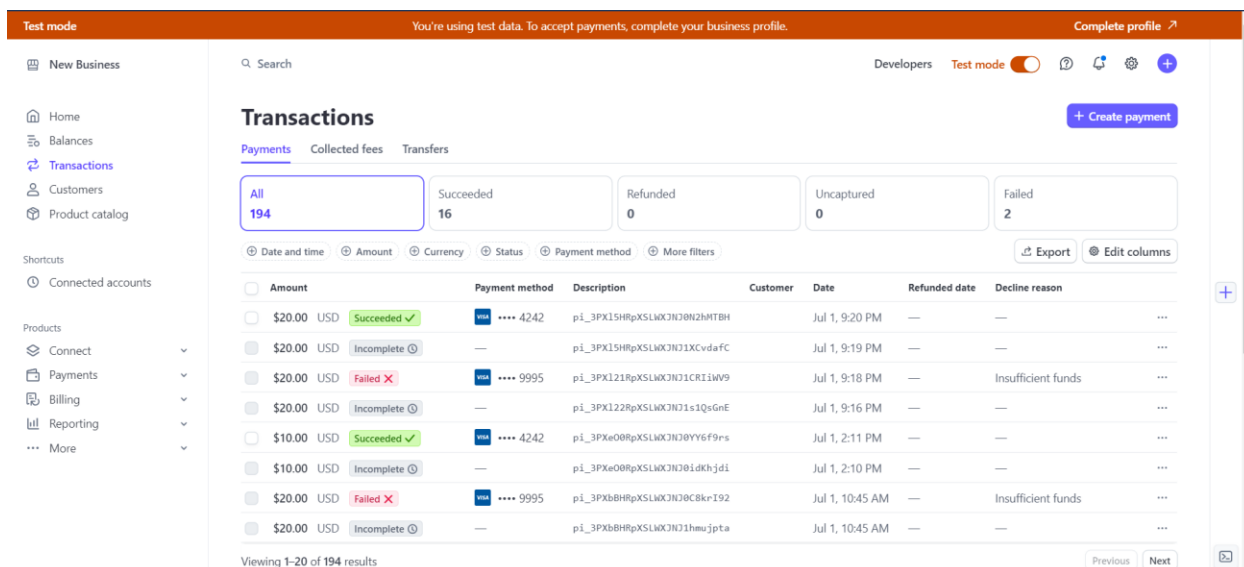 Test mode You're using test data. To accept payments, complete your business profile. Complete profile
New Business Search Developers Test mode
Home
Balances
Transactions
Customers
Product catalog
Shortcuts
Connected accounts
Products
Connect
Payments
Billing
Reporting
More
Transactions + Create payment
Payments Collected fees Transfers
All Succeeded Refunded Uncaptured Failed
194 16 0 0 2
Date and time Amount Currency Status Payment method More filters Export Edit columns
Amount Payment method Description Customer Date Refunded date Decline reason
$20.00 USD Succeeded VISA •••• 4242 pi_3PXl5HRpXSLWXJNJ0N2hMTBH Jul 1, 9:20 PM — — ···
$20.00 USD Incomplete — pi_3PXl5HRpXSLWXJNJ1XCvdafC Jul 1, 9:19 PM — — ···
$20.00 USD Failed VISA •••• 9995 pi_3PXl21RpXSLWXJNJ1CRIiWV9 Jul 1, 9:18 PM — Insufficient funds ···
$20.00 USD Incomplete — pi_3PXl22RpXSLWXJNJ1s1QsGnE Jul 1, 9:16 PM — — ···
$10.00 USD Succeeded VISA •••• 4242 pi_3PXeO0RpXSLWXJNJ0YY6f9rs Jul 1, 2:11 PM — — ···
$10.00 USD Incomplete — pi_3PXeO0RpXSLWXJNJ0idKhjdi Jul 1, 2:10 PM — — ···
$20.00 USD Failed VISA •••• 9995 pi_3PXbBHRpXSLWXJNJ0C8krI92 Jul 1, 10:45 AM — Insufficient funds ···
$20.00 USD Incomplete — pi_3PXbBHRpXSLWXJNJ1hmujpta Jul 1, 10:45 AM — — ···
Viewing 1–20 of 194 results Previous Next